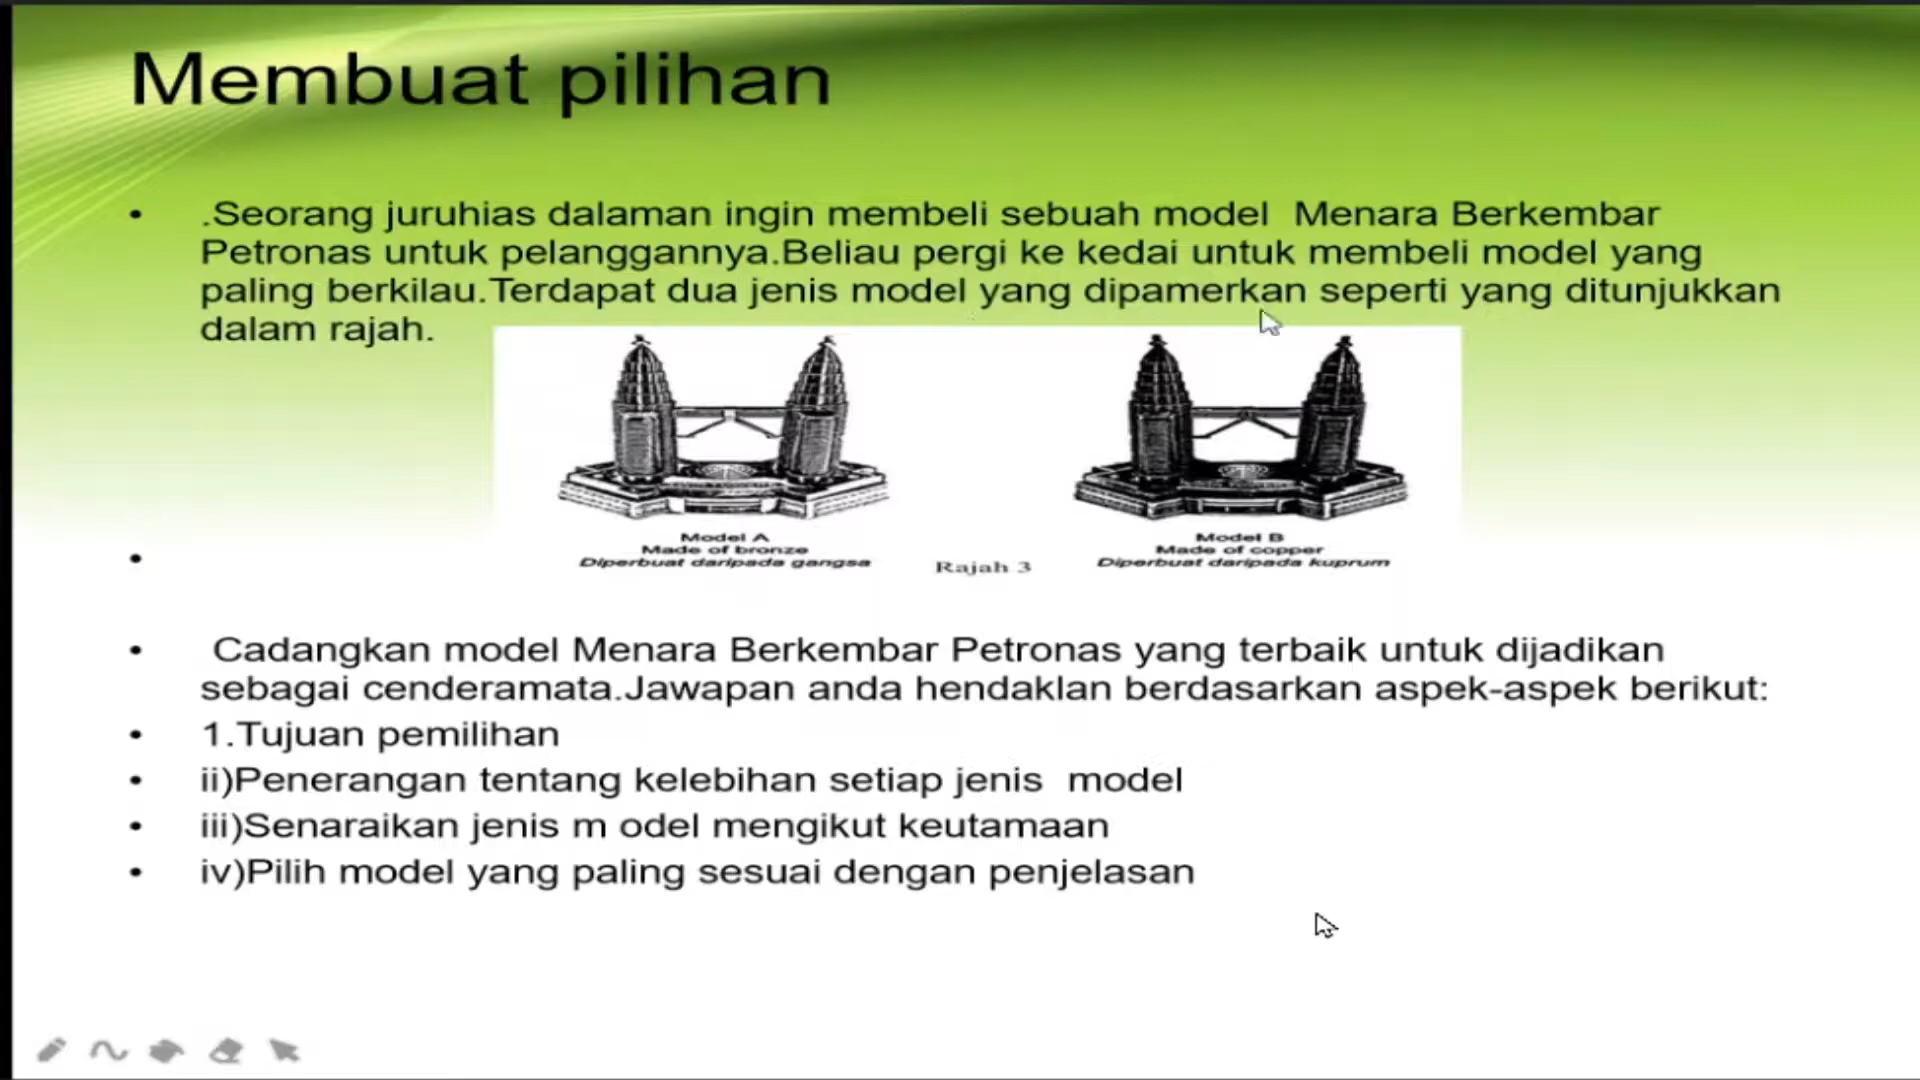 Membuat pilihan
.Seorang juruhias dalaman ingin membeli sebuah model Menara Berkembar
Petronas untuk pelanggannya.Beliau pergi ke kedai untuk membeli model yang
paling berkilau.Terdapat dua jenis model yang dipamerkan seperti yang ditunjukkan
dalam rajah.
Model A
Made of bronze
Diperbuat daripada gangsa
Rajah 3
Model B
Made of copper
Diperbuat daripada kuprum
Cadangkan model Menara Berkembar Petronas yang terbaik untuk dijadikan
sebagai cenderamata.Jawapan anda hendaklan berdasarkan aspek-aspek berikut:
1.Tujuan pemilihan
ii)Penerangan tentang kelebihan setiap jenis model
iii)Senaraikan jenis m odel mengikut keutamaan
iv)Pilih model yang paling sesuai dengan penjelasan